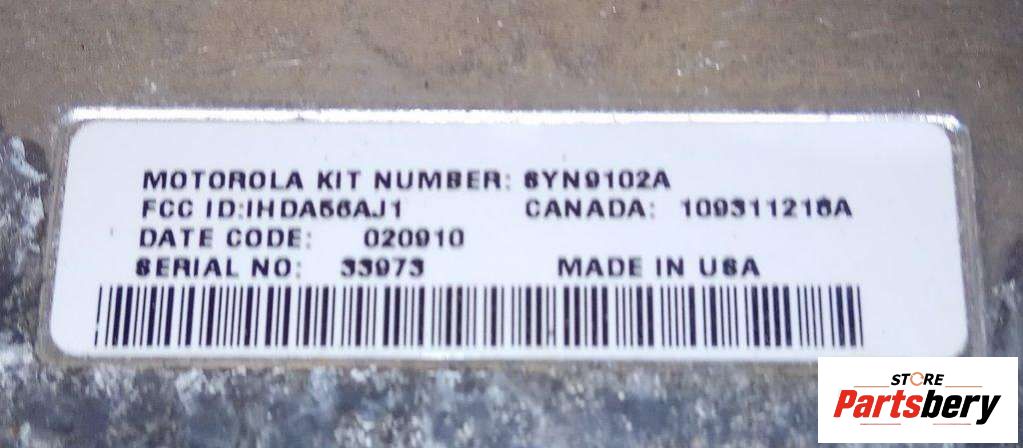 MOTOROLA KIT NUMBER: SYN9102A
FCC ID:IHDA56AJ1 CANADA: 109311216A
DATE CODE: 020910
SERIAL NO: 33973 MADE IN USA
STORE
Partsbery